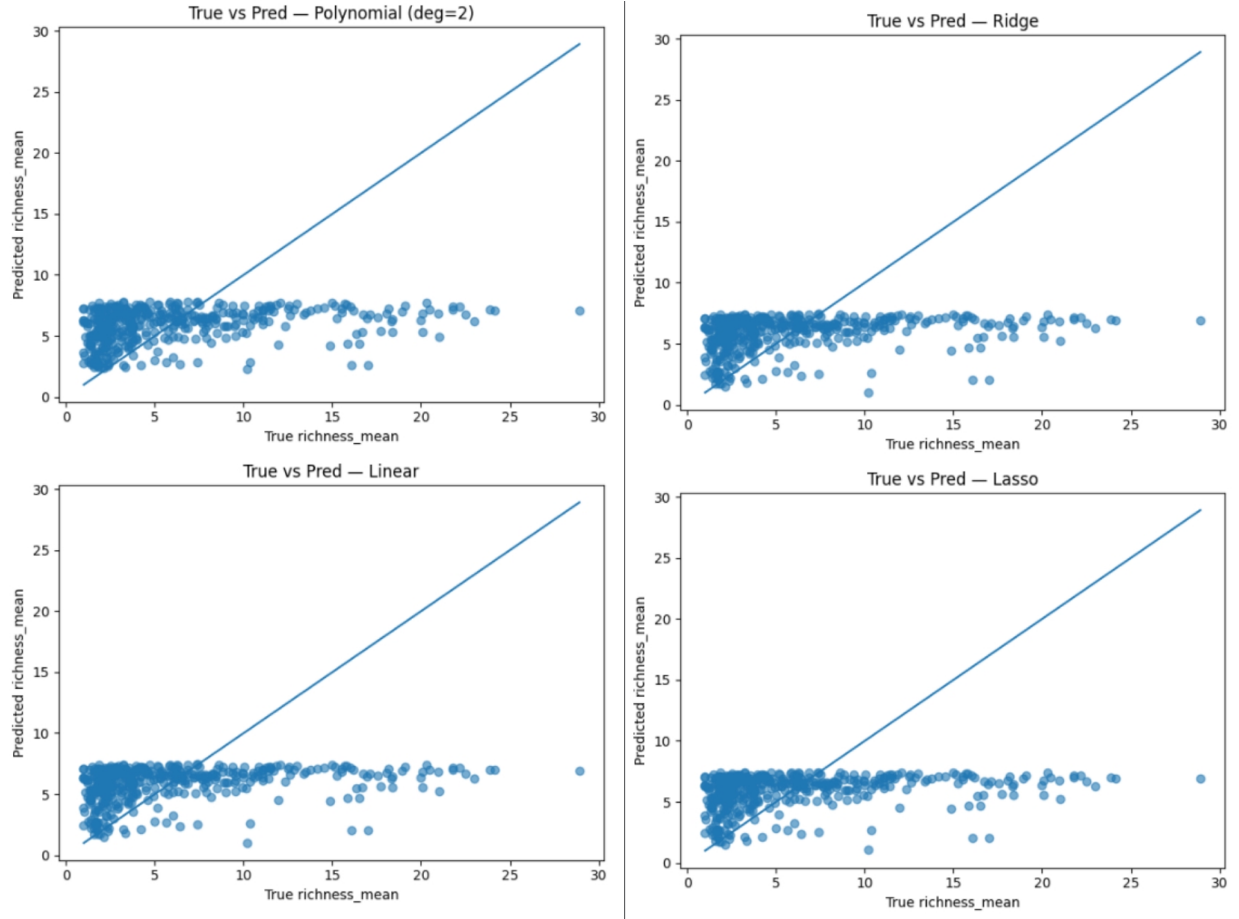 True vs Pred — Polynomial (deg=2)
30
25
20
15
10
5
0
Predicted richness_mean
0 5 10 15 20 25 30
True richness_mean
True vs Pred — Ridge
30
25
20
15
10
5
0
Predicted richness_mean
0 5 10 15 20 25 30
True richness_mean
True vs Pred — Linear
30
25
20
15
10
5
0
Predicted richness_mean
0 5 10 15 20 25 30
True richness_mean
True vs Pred — Lasso
30
25
20
15
10
5
0
Predicted richness_mean
0 5 10 15 20 25 30
True richness_mean